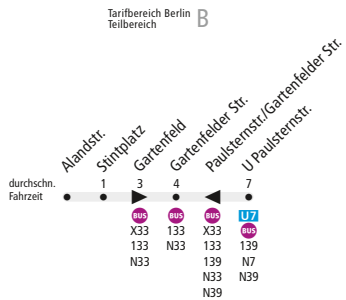 Tarifbereich Berlin
Teilbereich
B
Alandstr.
Stintplatz
Gartenfeld
Gartenfelder Str.
Paulsternstr./Gartenfelder Str.
U Paulsternstr.
durchschn.
Fahrzeit
1 3 4 7
BUS BUS BUS U7
X33 133 X33 BUS
133 N33 133 139
N33 139 N7
N33 N39
N39